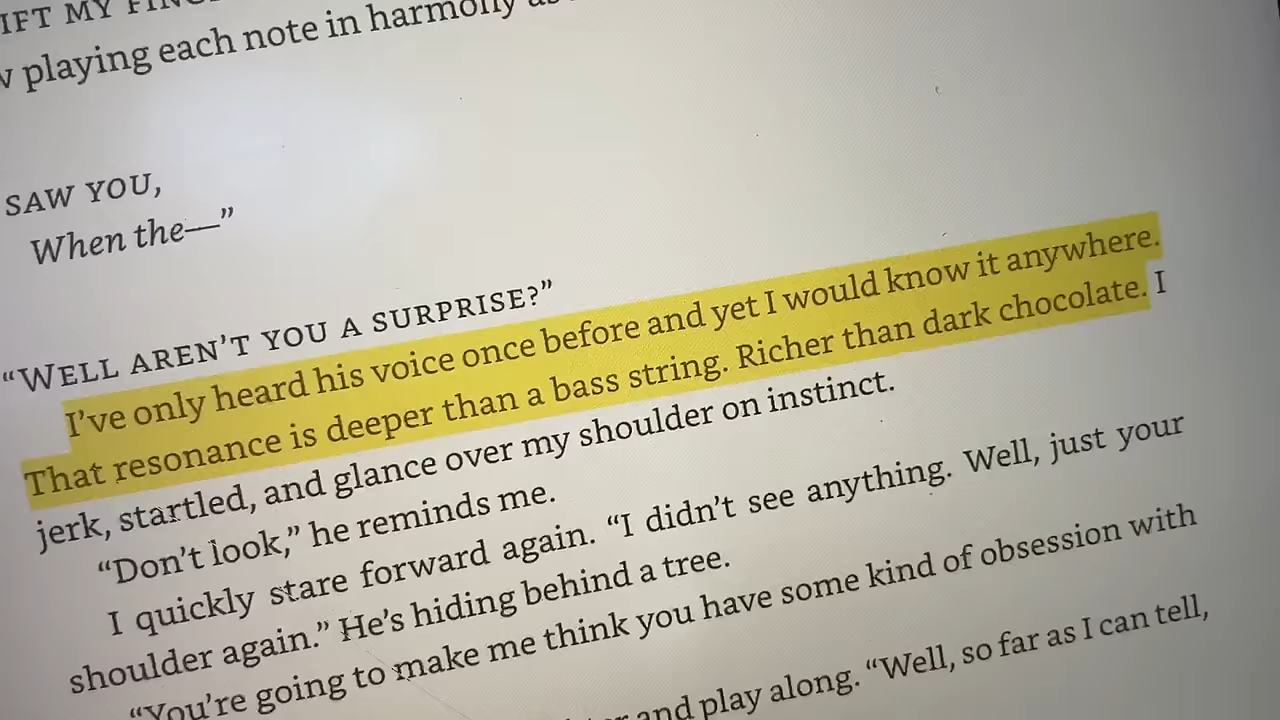 IFT MY
playing each note in harmony
SAW YOU,
When the—”
“WELL AREN’T YOU A SURPRISE?”
I’ve only heard his voice once before and yet I would know it anywhere.
That resonance is deeper than a bass string. Richer than dark chocolate. I
jerk, startled, and glance over my shoulder on instinct.
“Don’t look,” he reminds me.
I quickly stare forward again. “I didn’t see anything. Well, just your
shoulder again.” He’s hiding behind a tree.
“You’re going to make me think you have some kind of obsession with
and play along. “Well, so far as I can tell,